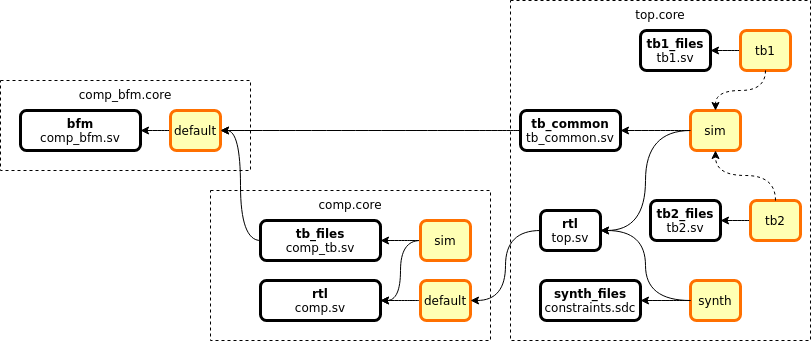 top.core
tb1_files
tb1.sv
tb1
comp_bfm.core
bfm
comp_bfm.sv
default
tb_common
tb_common.sv
sim
comp.core
tb_files
comp_tb.sv
sim
rtl
top.sv
tb2_files
tb2.sv
tb2
rtl
comp.sv
default
synth_files
constraints.sdc
synth